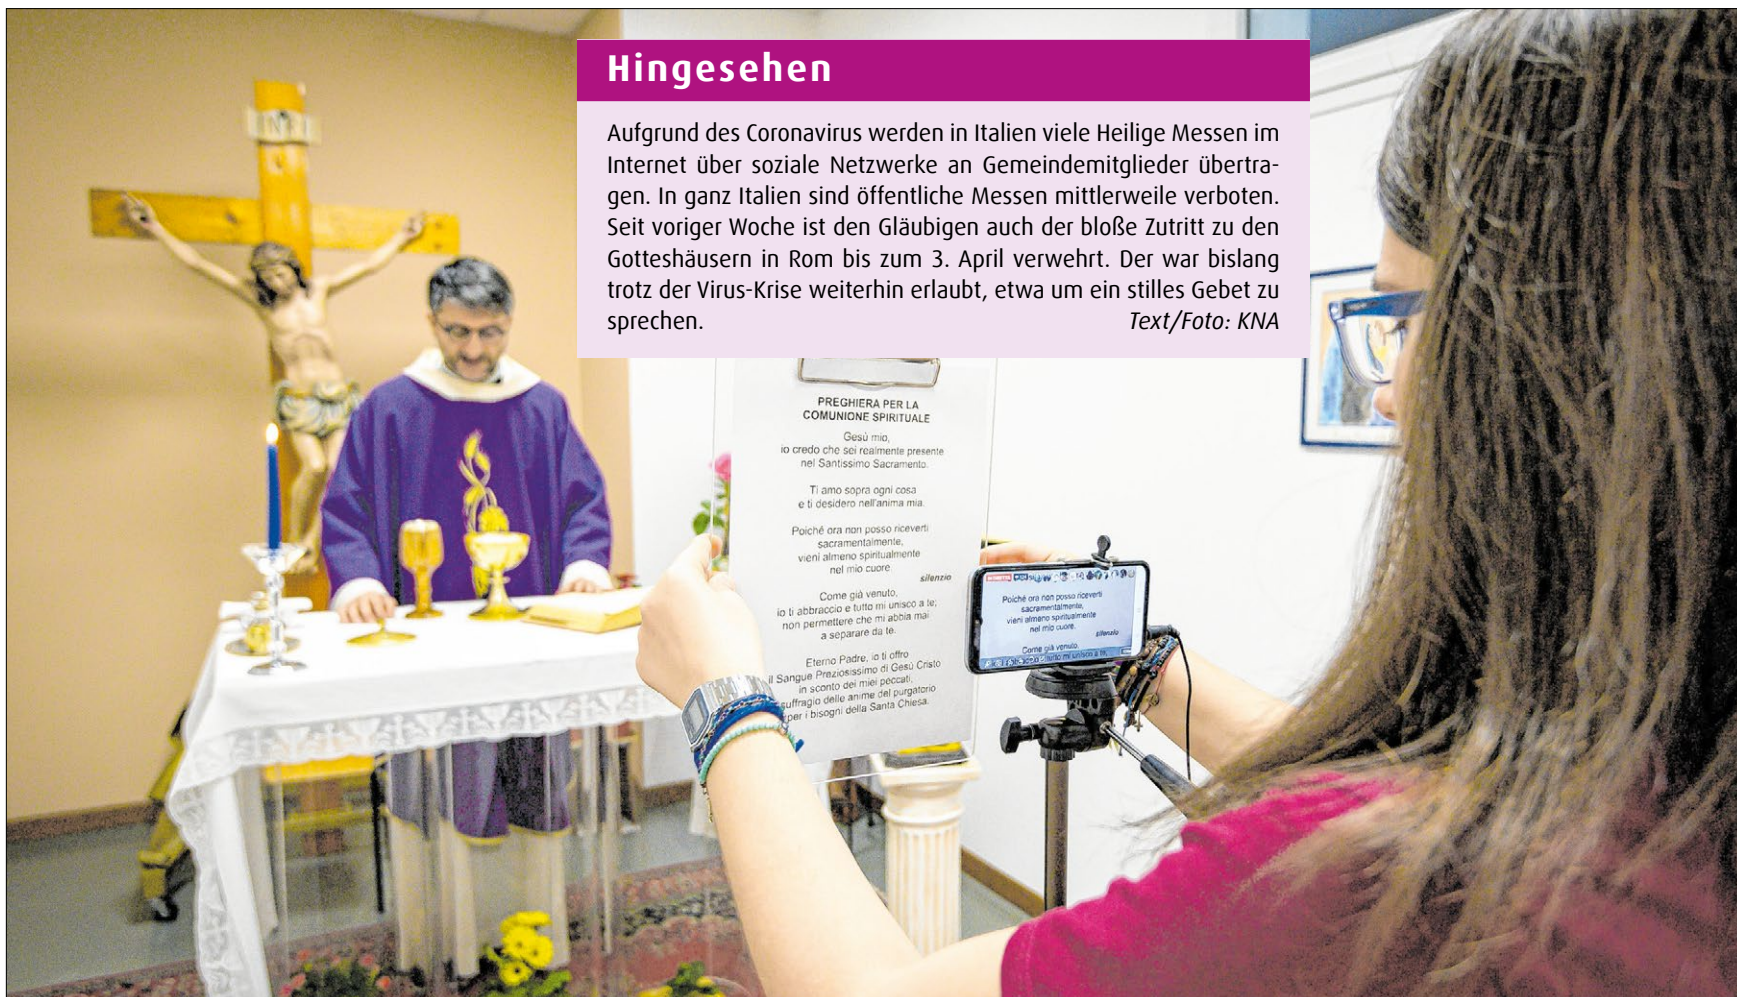 Hingesehen
Aufgrund des Coronavirus werden in Italien viele Heilige Messen im
Internet über soziale Netzwerke an Gemeindemitglieder übertra-
gen. In ganz Italien sind öffentliche Messen mittlerweile verboten.
Seit voriger Woche ist den Gläubigen auch der bloße Zutritt zu den
Gotteshäusern in Rom bis zum 3. April verwehrt. Der war bislang
trotz der Virus-Krise weiterhin erlaubt, etwa um ein stilles Gebet zu
sprechen. Text/Foto: KNA
PREGHIERA PER LA
COMUNIONE SPIRITUALE
Gesù mio,
io credo che sei realmente presente
nel Santissimo Sacramento.
Ti amo sopra ogni cosa
e ti desidero nell'anima mia.
Poiché ora non posso riceverti
sacramentalmente,
vieni almeno spiritualmente
nel mio cuore.
silenzio
Come già venuto,
io ti abbraccio e tutto mi unisco a te;
non permettere che mi abbia mai
a separare da te.
Eterno Padre, io ti offro
il Sangue Preziosissimo di Gesù Cristo
in sconto dei miei peccati,
suffragio delle anime del purgatorio
per i bisogni della Santa Chiesa.
Poiché ora non posso riceverti
sacramentalmente,
vieni almeno spiritualmente
nel mio cuore.
silenzio
Come già venuto,
tutto mi unisco a te;